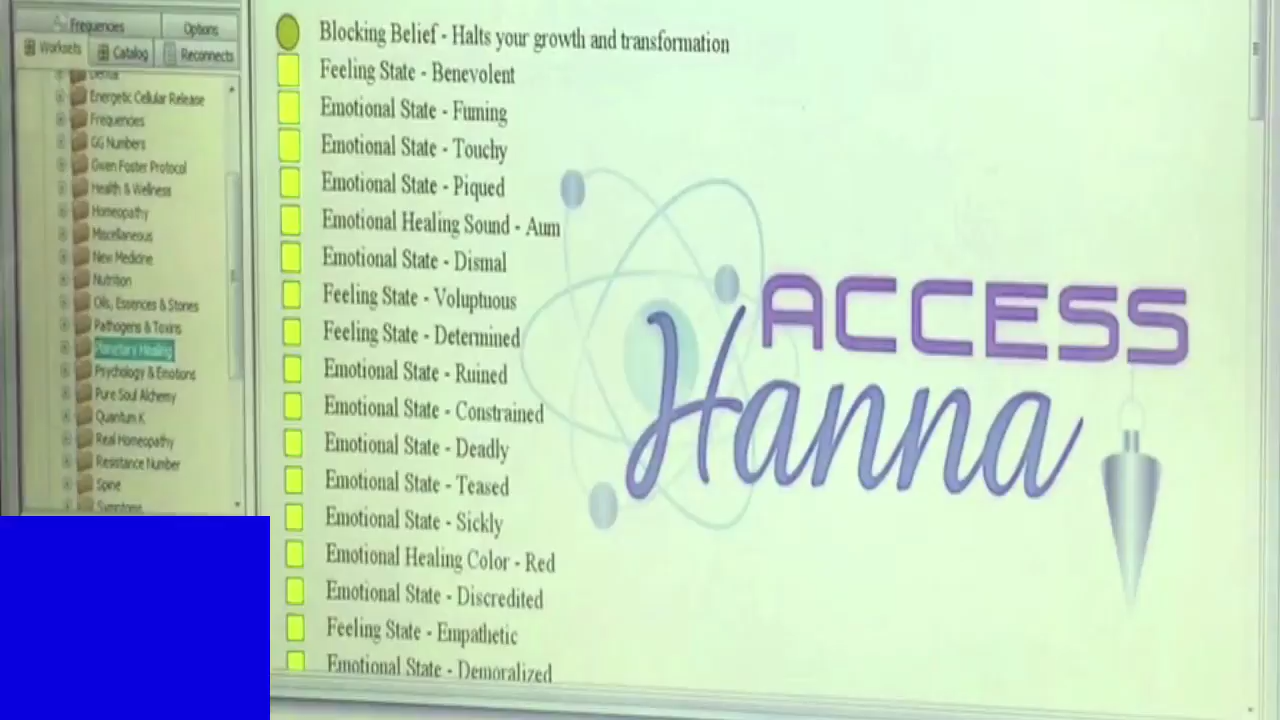 Frequencies
Options
Worksets
Catalog
Reconnects
Dental
Energetic Cellular Release
Frequencies
GG Numbers
Gwen Foster Protocol
Health & Wellness
Homeopathy
Miscellaneous
New Medicine
Nutrition
Oils, Essences & Stones
Pathogens & Toxins
Planetary Healing
Psychology & Emotions
Pure Soul Alchemy
Quantum K
Real Homeopathy
Resistance Number
Spine
Symptoms
Blocking Belief - Halts your growth and transformation
Feeling State - Benevolent
Emotional State - Fuming
Emotional State - Touchy
Emotional State - Piqued
Emotional Healing Sound - Aum
Emotional State - Dismal
Feeling State - Voluptuous
Feeling State - Determined
Emotional State - Ruined
Emotional State - Constrained
Emotional State - Deadly
Emotional State - Teased
Emotional State - Sickly
Emotional Healing Color - Red
Emotional State - Discredited
Feeling State - Empathetic
Emotional State - Demoralized
ACCESS
Hanna